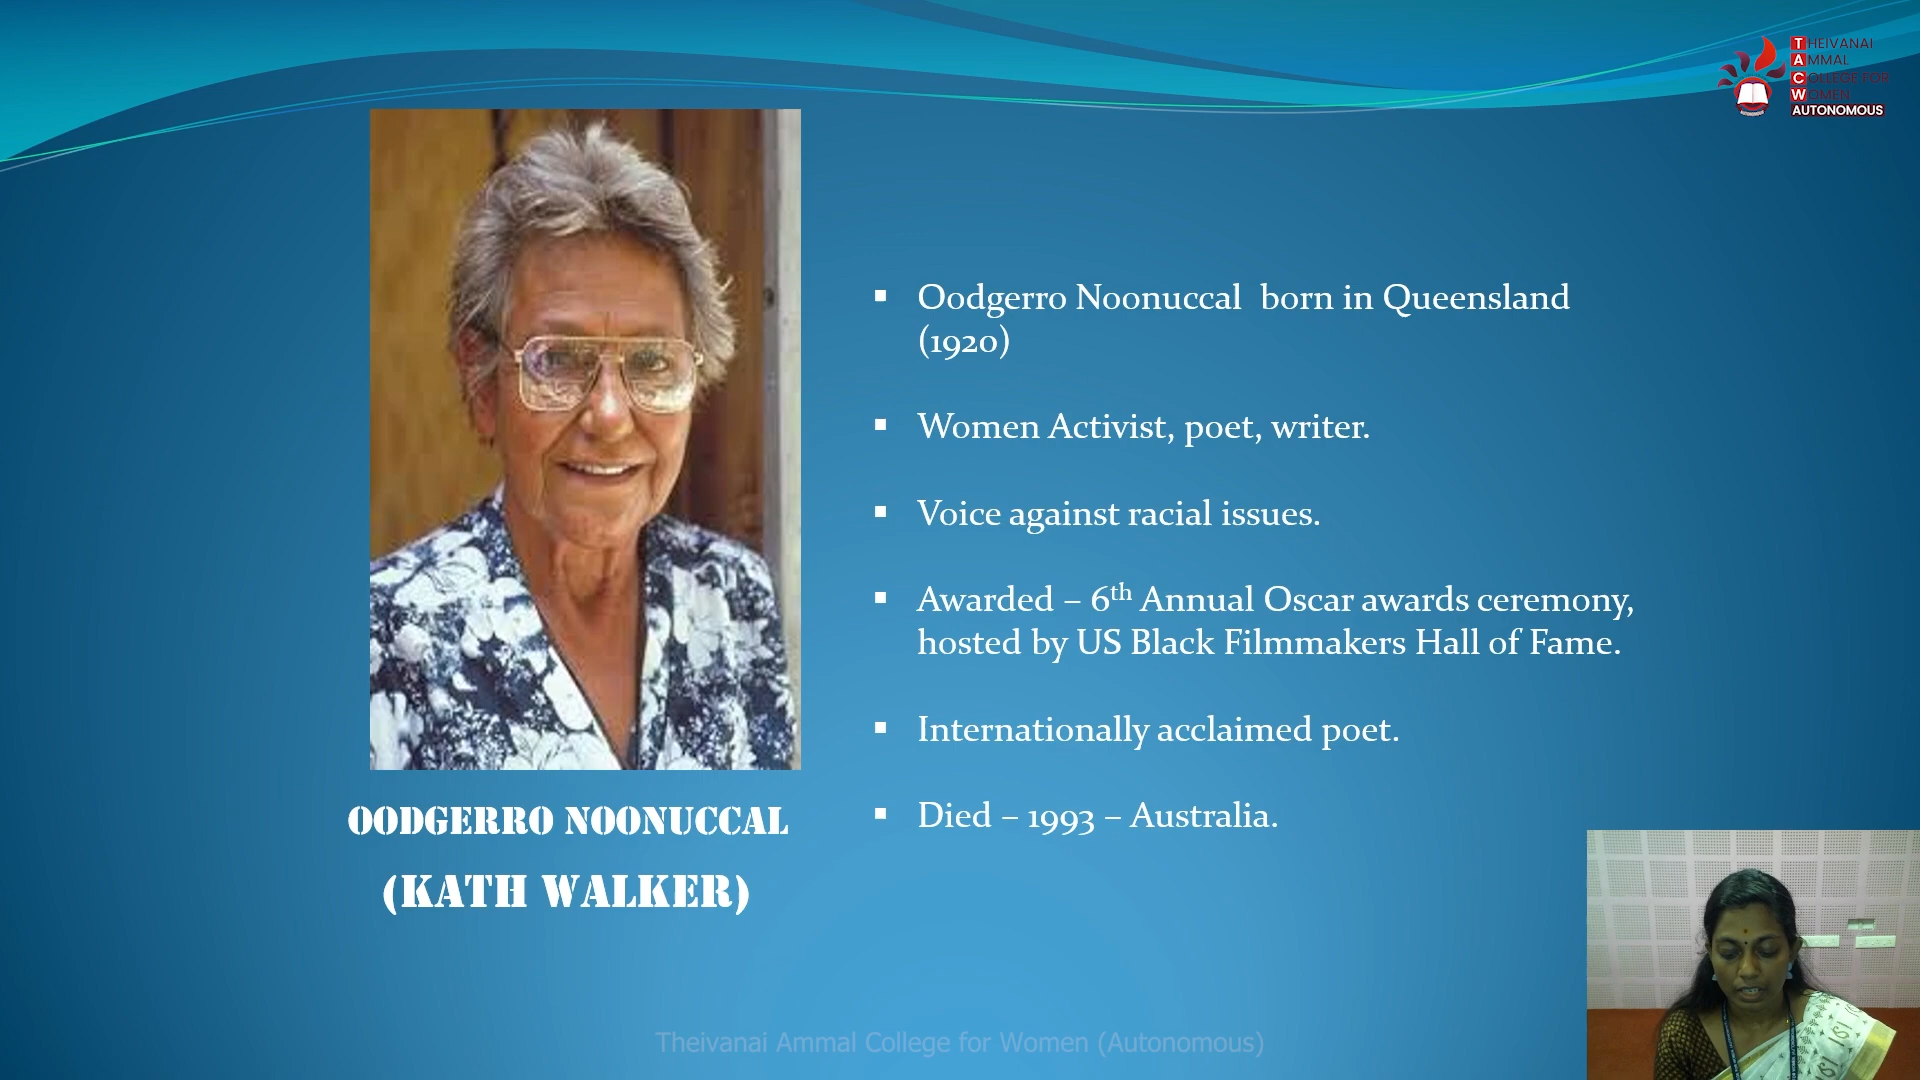 THEIVANAI
AMMAL
COLLEGE FOR
WOMEN
AUTONOMOUS
Oodgerro Noonuccal born in Queensland
(1920)
Women Activist, poet, writer.
Voice against racial issues.
Awarded – 6th Annual Oscar awards ceremony,
hosted by US Black Filmmakers Hall of Fame.
Internationally acclaimed poet.
Died – 1993 – Australia.
OODGERRO NOONUCCAL
(KATH WALKER)
Theivanai Ammal College for Women (Autonomous)